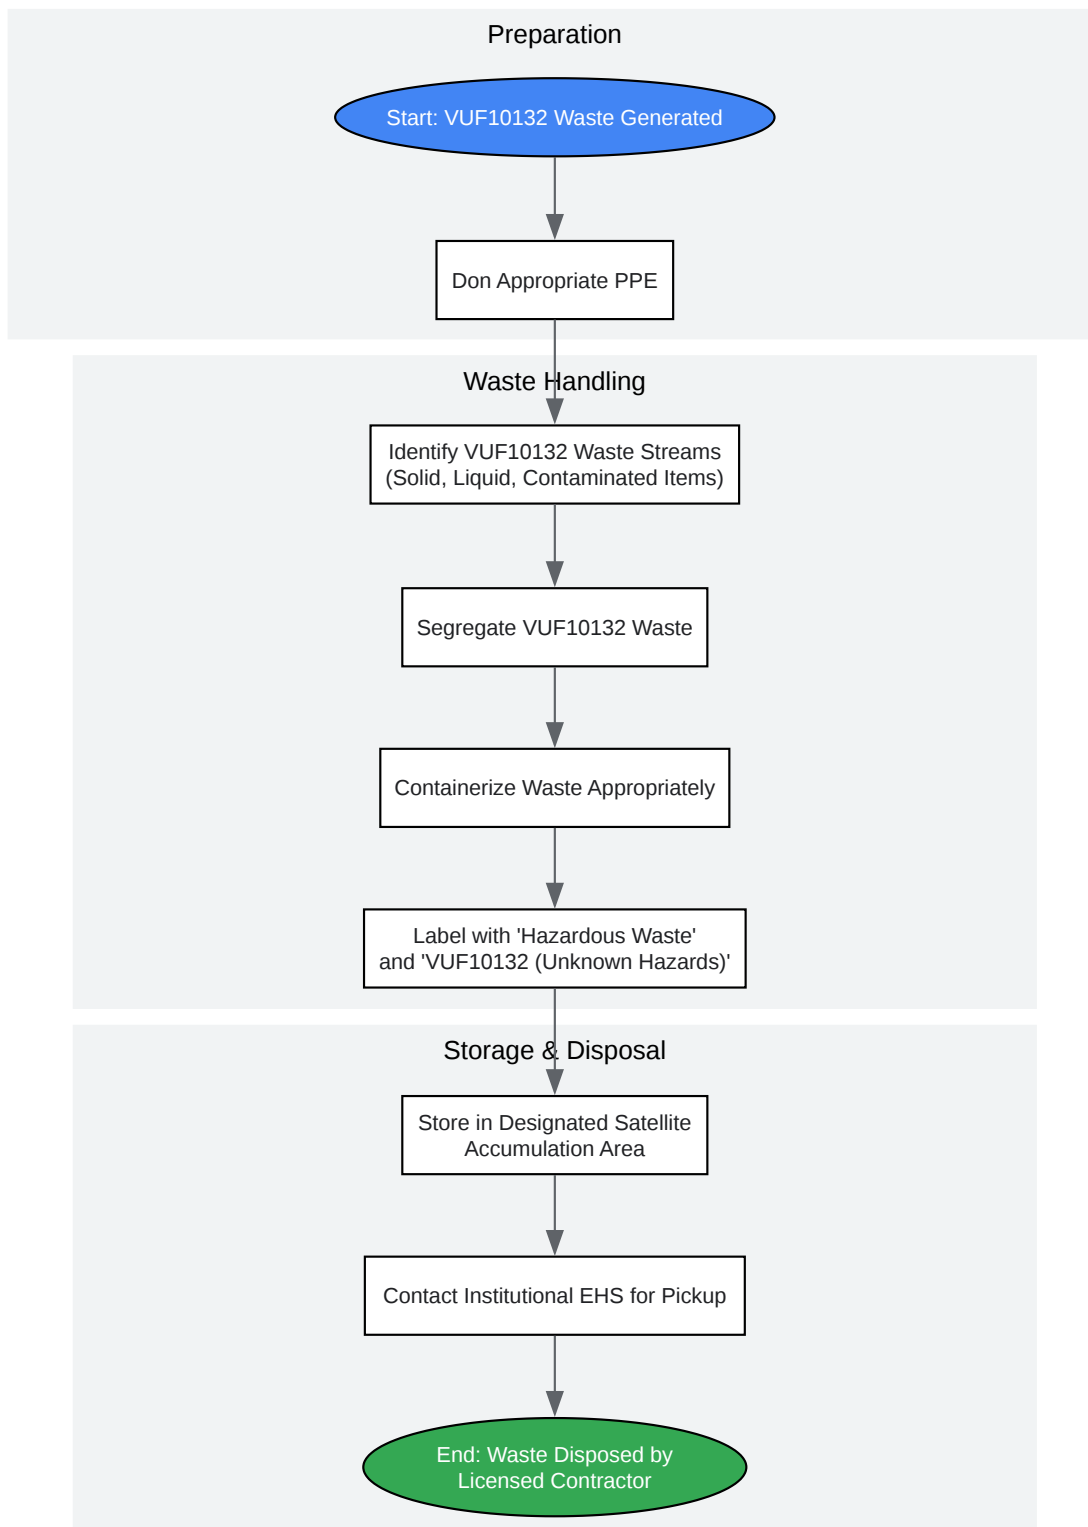 Preparation
Start: VUF10132 Waste Generated
Don Appropriate PPE
Waste Handling
Identify VUF10132 Waste Streams
(Solid, Liquid, Contaminated Items)
Segregate VUF10132 Waste
Containerize Waste Appropriately
Label with 'Hazardous Waste'
and 'VUF10132 (Unknown Hazards)'
Storage & Disposal
Store in Designated Satellite
Accumulation Area
Contact Institutional EHS for Pickup
End: Waste Disposed by
Licensed Contractor